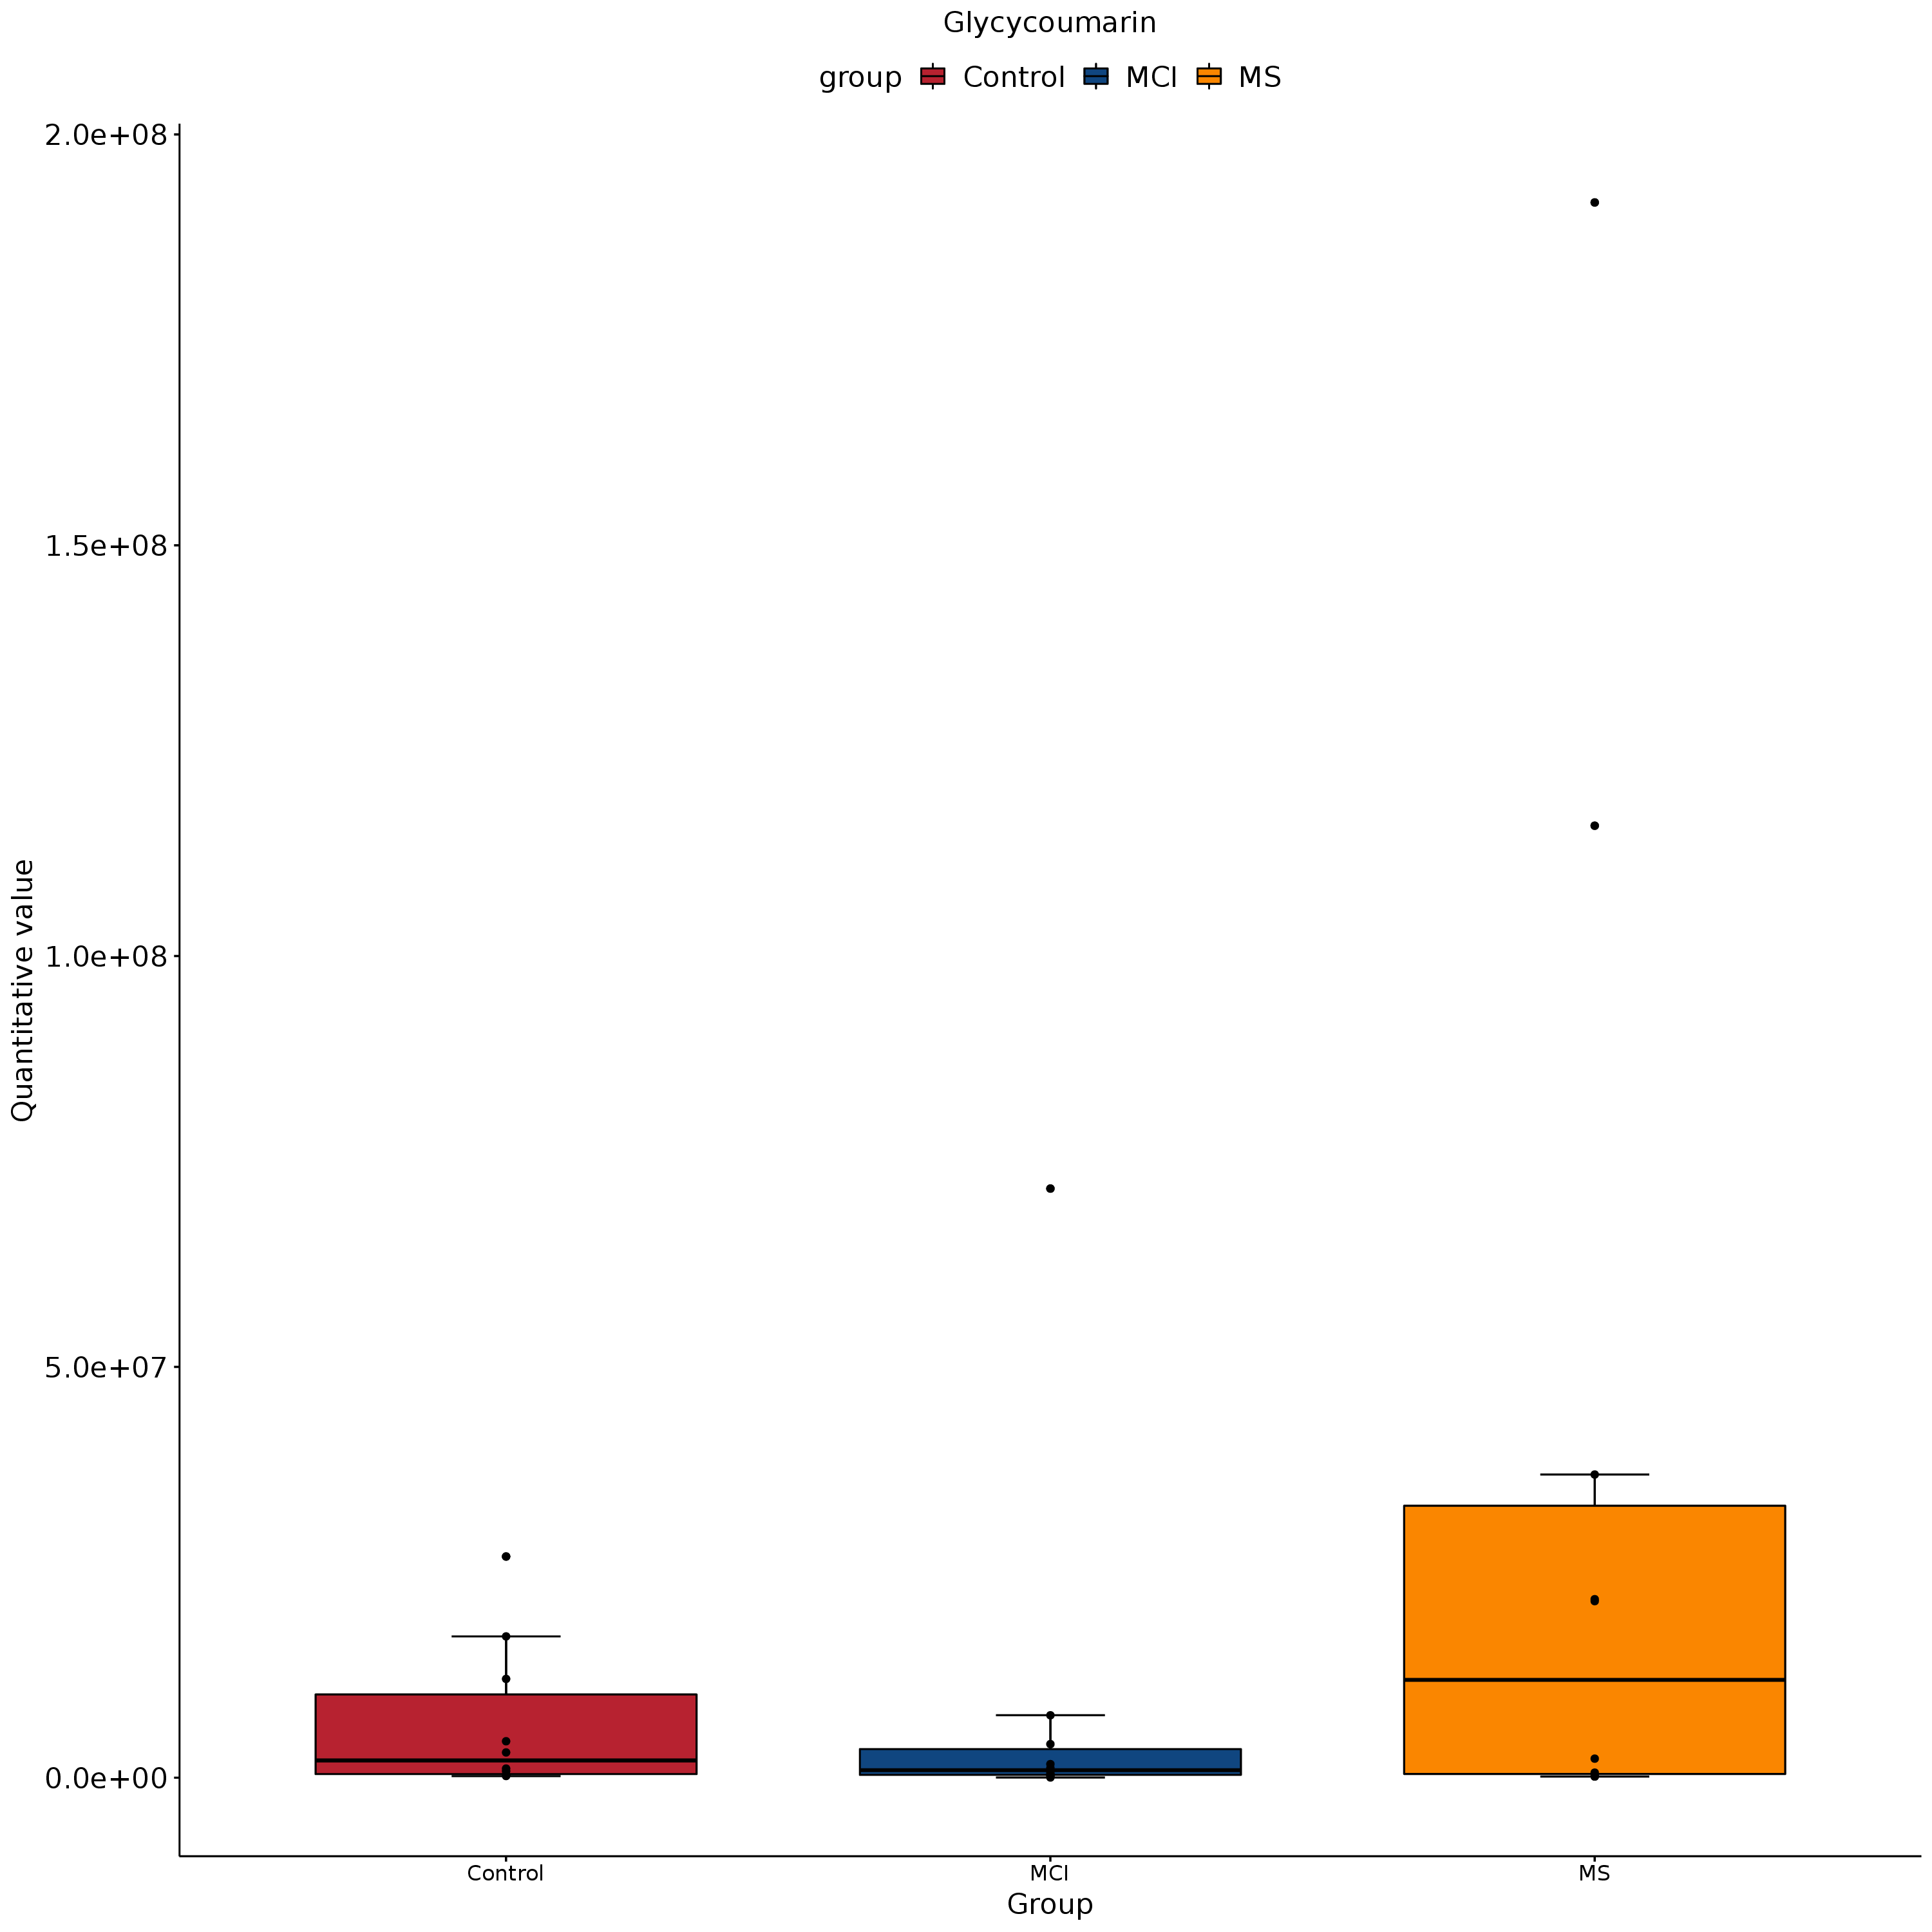 Glycycoumarin
group Control MCI MS
2.0e+08
1.5e+08
1.0e+08
5.0e+07
0.0e+00
Quantitative value
Control MCI MS
Group